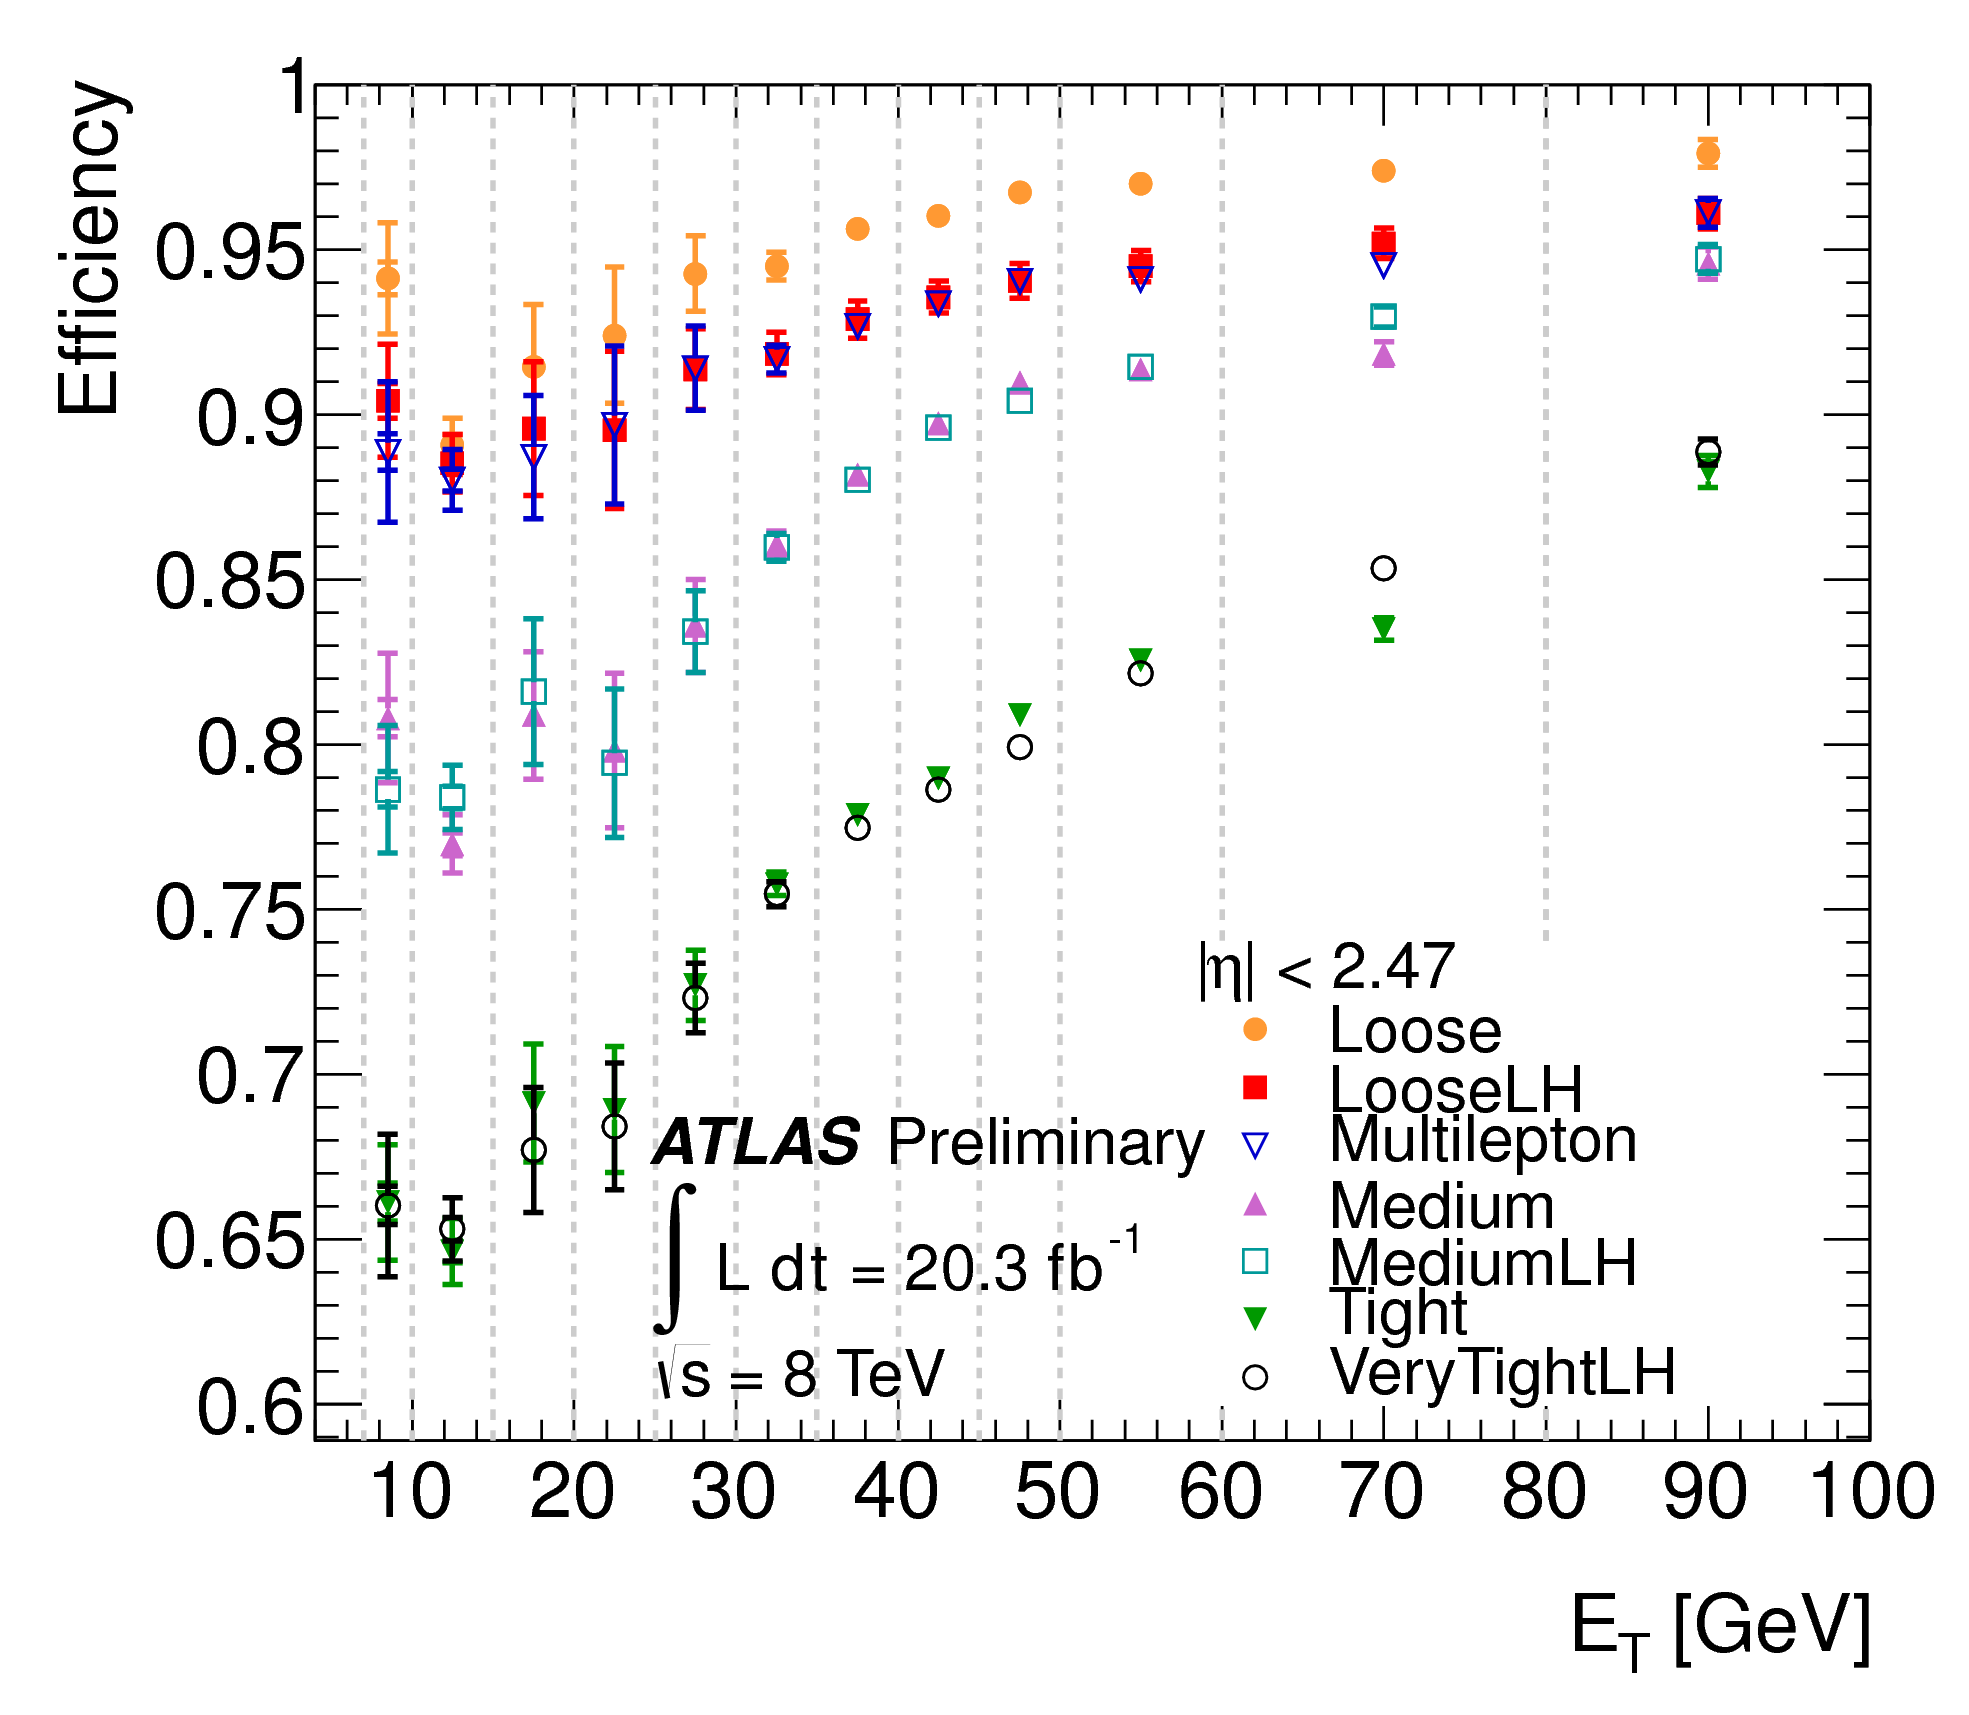 Efficiency
1
0.95
0.9
0.85
0.8
0.75
0.7
0.65
0.6
|η| < 2.47
Loose
LooseLH
Multilepton
Medium
MediumLH
Tight
VeryTightLH
ATLAS Preliminary
∫ L dt = 20.3 fb⁻¹
√s = 8 TeV
10 20 30 40 50 60 70 80 90 100
E_T [GeV]